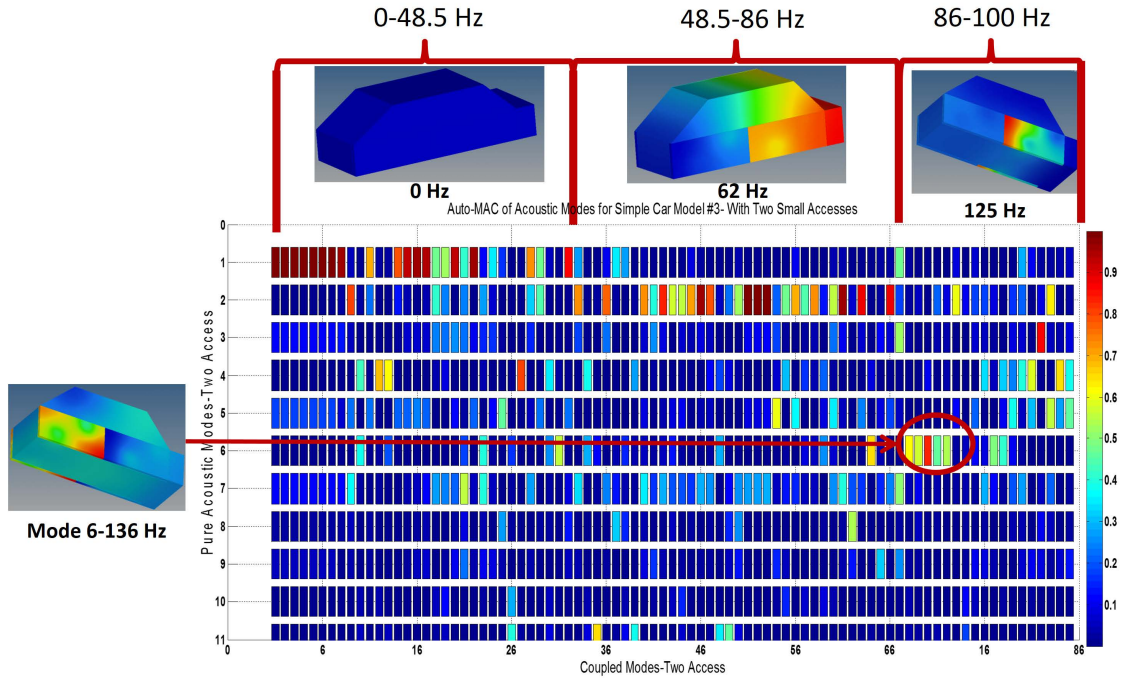 0-48.5 Hz
48.5-86 Hz
86-100 Hz
0 Hz
62 Hz
125 Hz
Auto-MAC of Acoustic Modes for Simple Car Model #3- With Two Small Accesses
Pure Acoustic Modes-Two Access
0
1
2
3
4
5
6
7
8
9
10
11
Mode 6-136 Hz
0.9
0.8
0.7
0.6
0.5
0.4
0.3
0.2
0.1
0 6 16 26 36 46 56 66 16 86
Coupled Modes-Two Access